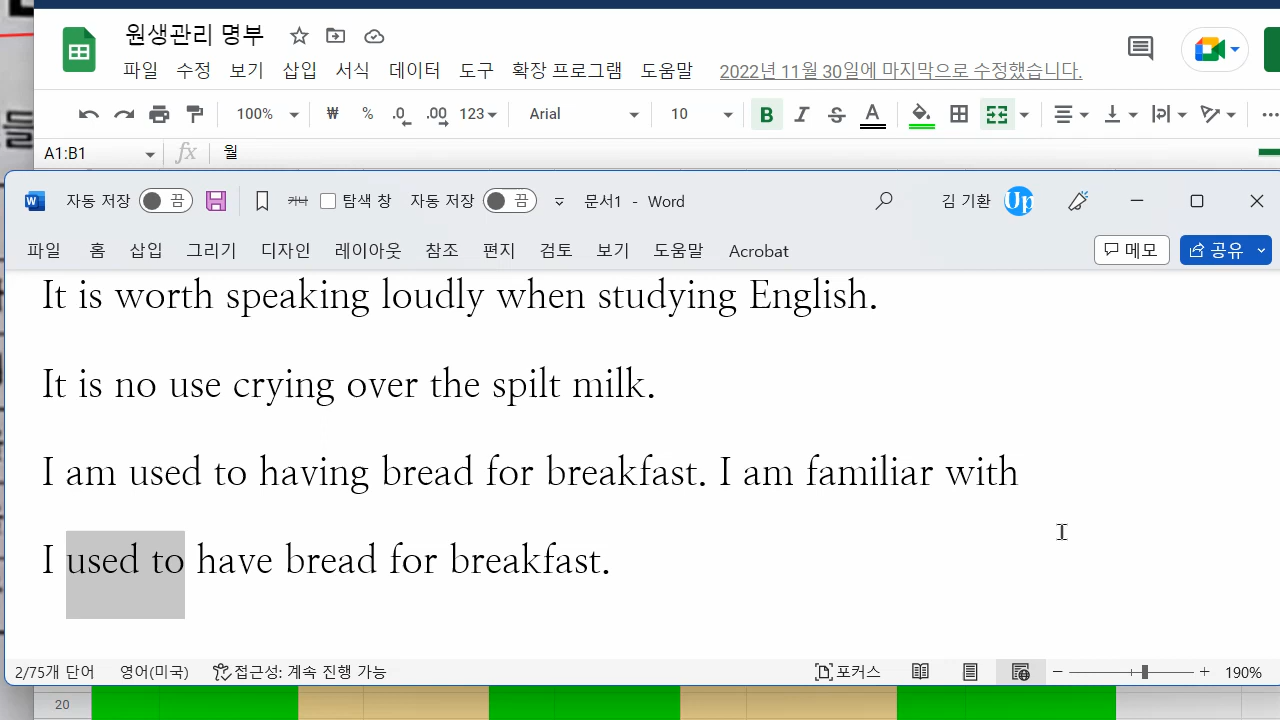 원생관리 명부
파일 수정 보기 삽입 서식 데이터 도구 확장 프로그램 도움말 2022년 11월 30일에 마지막으로 수정했습니다.
100% ₩ % .0 .00 123 Arial 10 B I S A
A1:B1 fx 월
자동 저장 끔 탐색 창 자동 저장 끔 문서1 - Word 김 기환 Up
파일 홈 삽입 그리기 디자인 레이아웃 참조 편지 검토 보기 도움말 Acrobat 메모 공유
It is worth speaking loudly when studying English.
It is no use crying over the spilt milk.
I am used to having bread for breakfast. I am familiar with
I used to have bread for breakfast.
2/75개 단어 영어(미국) 접근성: 계속 진행 가능 포커스 190%
20